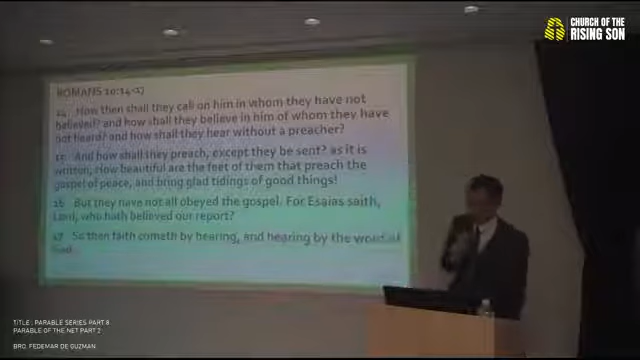 CHURCH OF THE
RISING SON
ROMANS 10:14-17
14 How then shall they call on him in whom they have not
believed? and how shall they believe in him of whom they have
not heard? and how shall they hear without a preacher?
15 And how shall they preach, except they be sent? as it is
written, How beautiful are the feet of them that preach the
gospel of peace, and bring glad tidings of good things!
16 But they have not all obeyed the gospel. For Esaias saith,
Lord, who hath believed our report?
17 So then faith cometh by hearing, and hearing by the word of
God.
TITLE : PARABLE SERIES PART 8
PARABLE OF THE NET PART 2
BRO. FEDEMAR DE GUZMAN